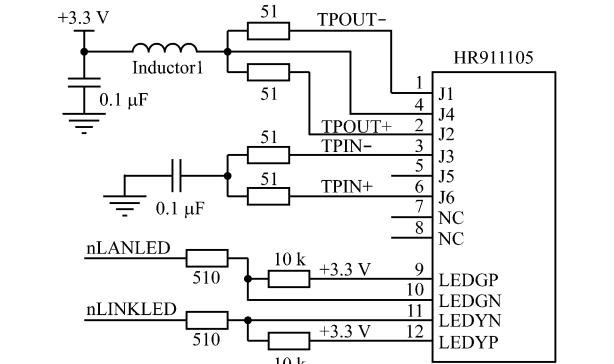 51
TPOUT−
+3.3 V
HR911105
Inductor1
1
J1
0.1 μF
51
4
J4
TPOUT+
2
J2
51
TPIN−
3
J3
5
J5
51
TPIN+
6
J6
0.1 μF
7
NC
8
NC
nLANLED
10 k
+3.3 V
9
LEDGP
510
10
LEDGN
nLINKLED
11
LEDYN
510
+3.3 V
12
LEDYP
10 k